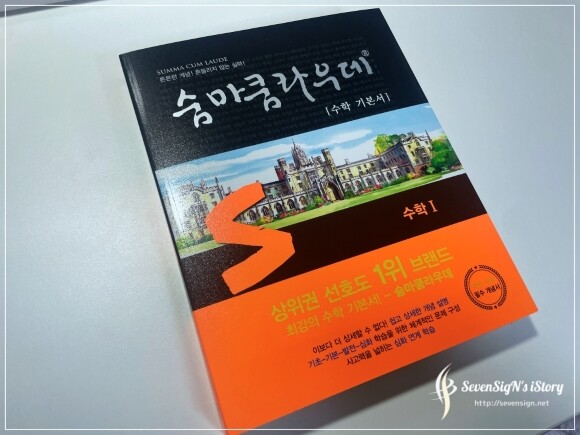 SUMMA CUM LAUDE
튼튼한 개념! 흔들리지 않는 실력!
숨마쿰라우데®
[수학 기본서]
S
수학 I
상위권 선호도 1위 브랜드
최강의 수학 기본서! - 숨마쿰라우데
이보다 더 상세할 수 없다! 쉽고 상세한 개념 설명
기초-기본-발전-심화 학습을 위한 체계적인 문제 구성
사고력을 넓히는 심화 연계 학습
필수 개념서
SevenSigN's iStory
http://sevensign.net